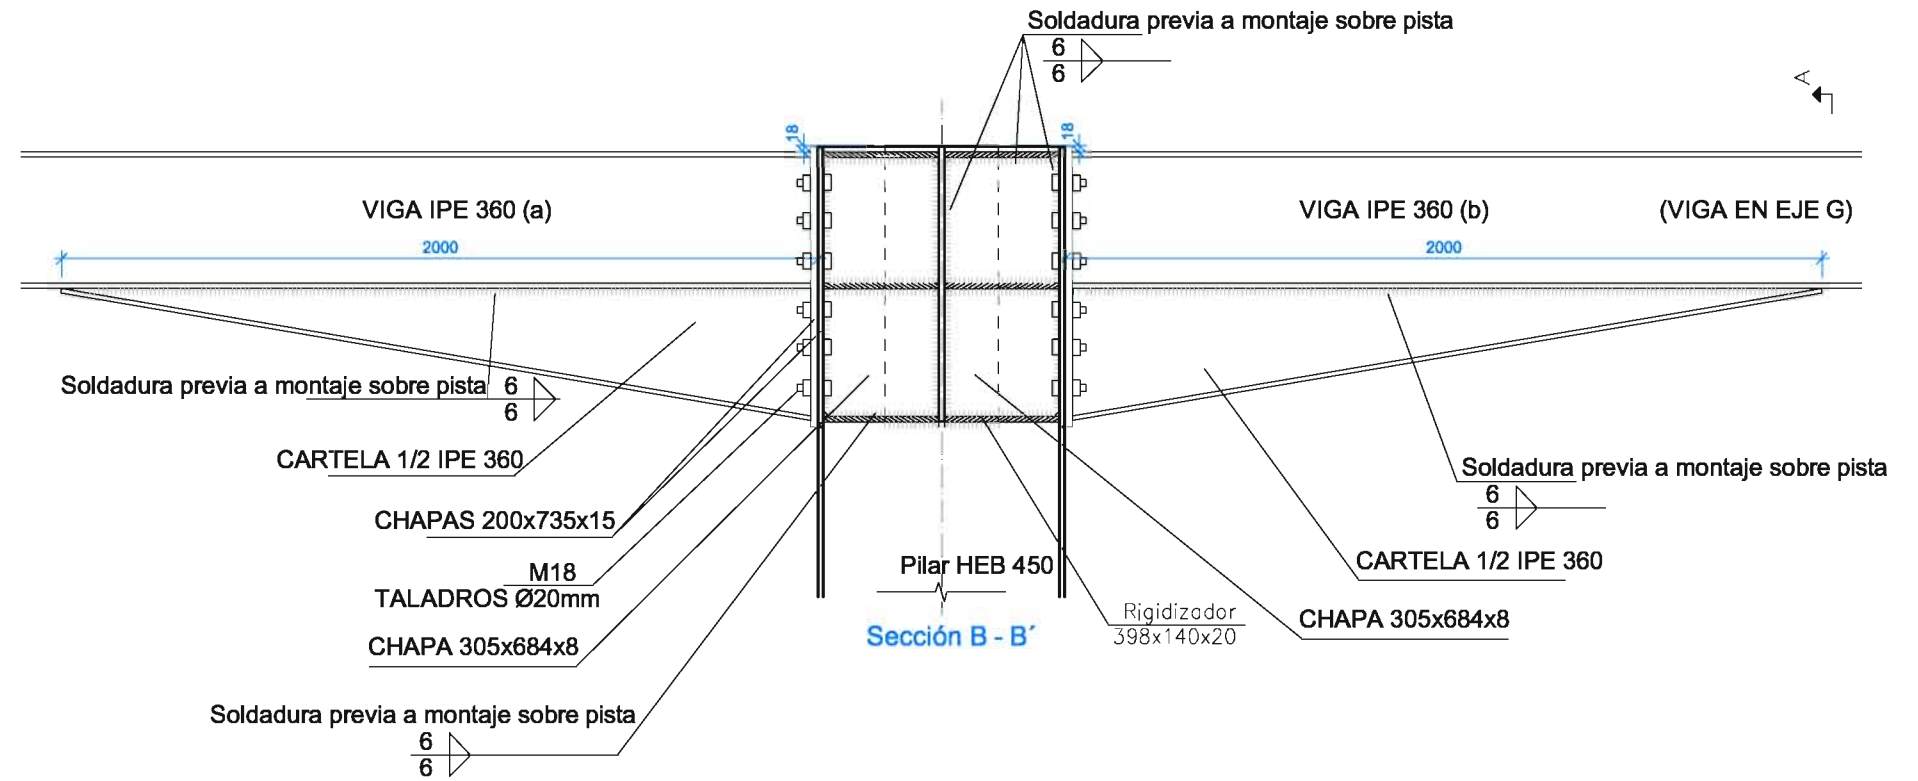 Soldadura previa a montaje sobre pista
6
6
A
18
18
VIGA IPE 360 (a)
VIGA IPE 360 (b)
(VIGA EN EJE G)
2000
2000
Soldadura previa a montaje sobre pista
6
6
CARTELA 1/2 IPE 360
Soldadura previa a montaje sobre pista
6
6
CHAPAS 200x735x15
M18
TALADROS Ø20mm
Pilar HEB 450
CARTELA 1/2 IPE 360
Rigidizador
398x140x20
CHAPA 305x684x8
Sección B - B´
CHAPA 305x684x8
Soldadura previa a montaje sobre pista
6
6